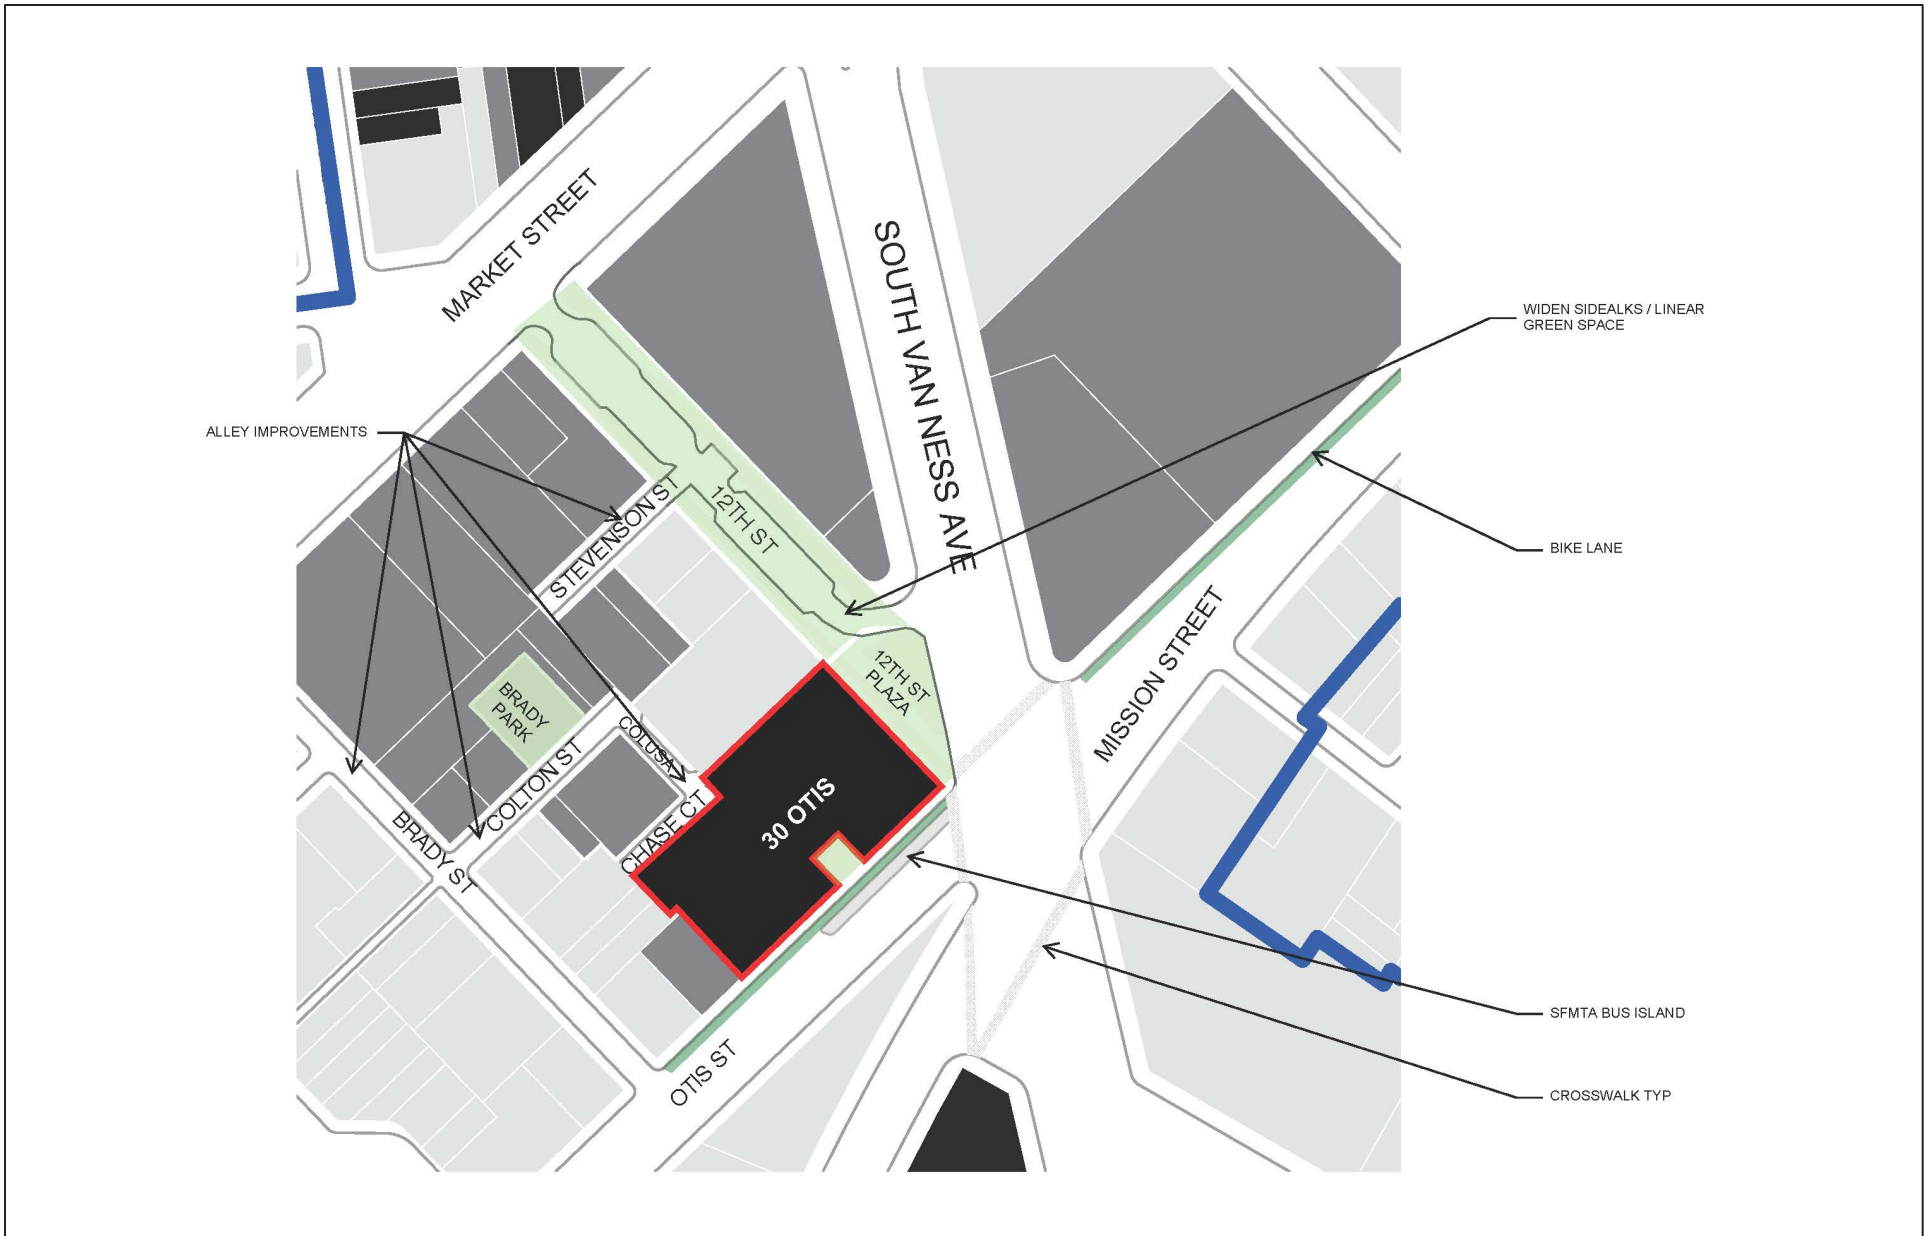 MARKET STREET
SOUTH VAN NESS AVE
WIDEN SIDEALKS / LINEAR
GREEN SPACE
ALLEY IMPROVEMENTS
STEVENSON ST
12TH ST
BIKE LANE
MISSION STREET
12TH ST
PLAZA
BRADY
PARK
COLUSA
COLTON ST
CHASE CT
30 OTIS
BRADY ST
SFMTA BUS ISLAND
OTIS ST
CROSSWALK TYP